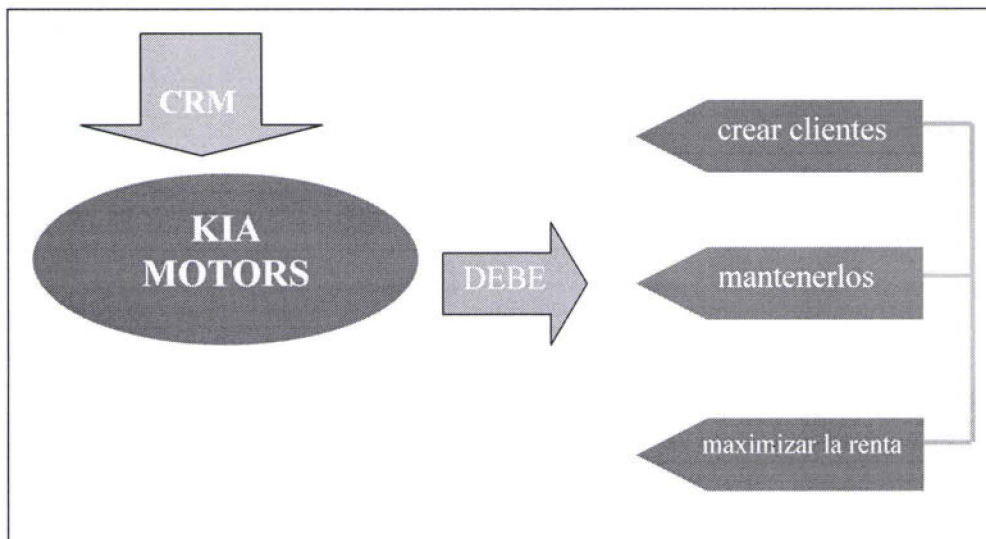 CRM
KIA
MOTORS
DEBE
crear clientes
mantenerlos
maximizar la renta